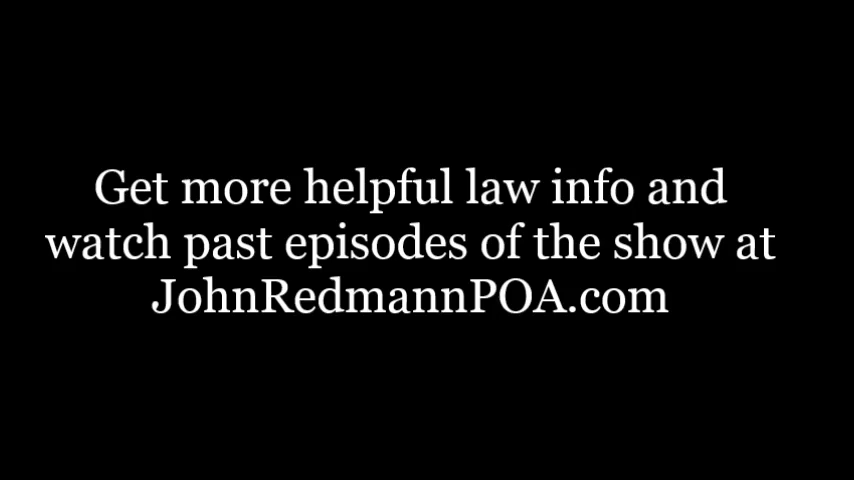 Get more helpful law info and
watch past episodes of the show at
JohnRedmannPOA.com